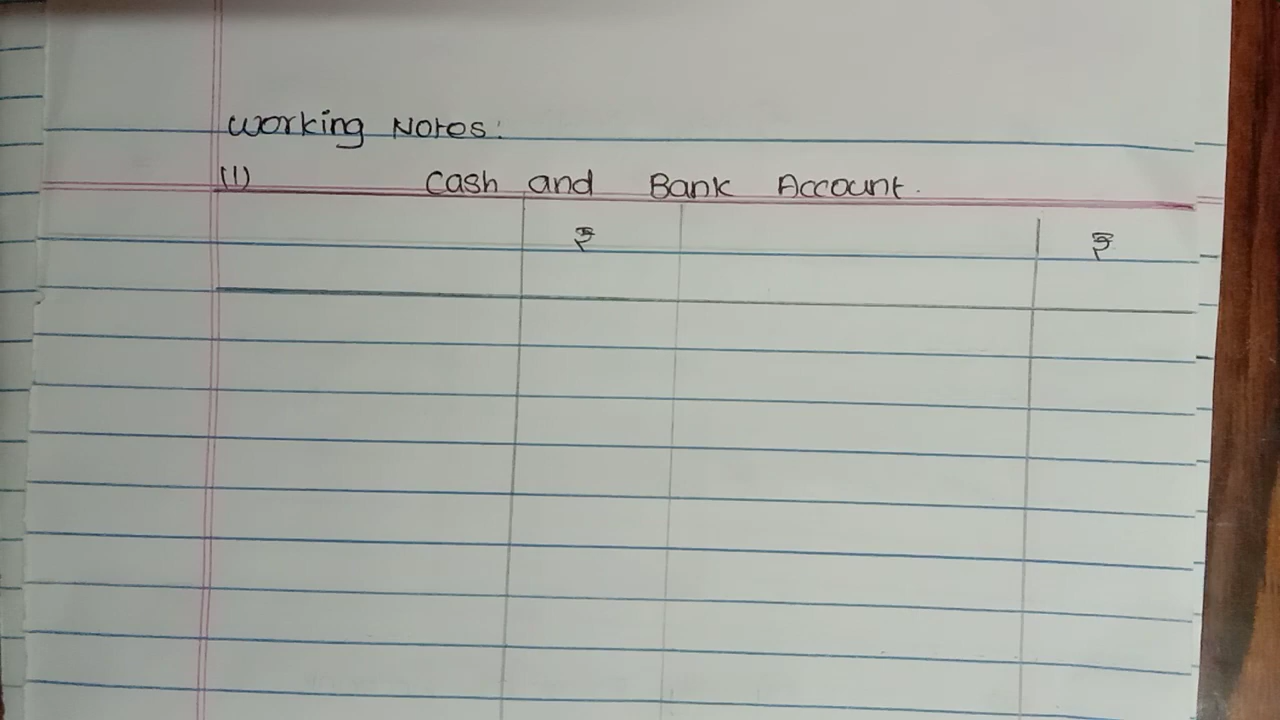 Working Notes:
(1) Cash and Bank Account.
₹ ₹